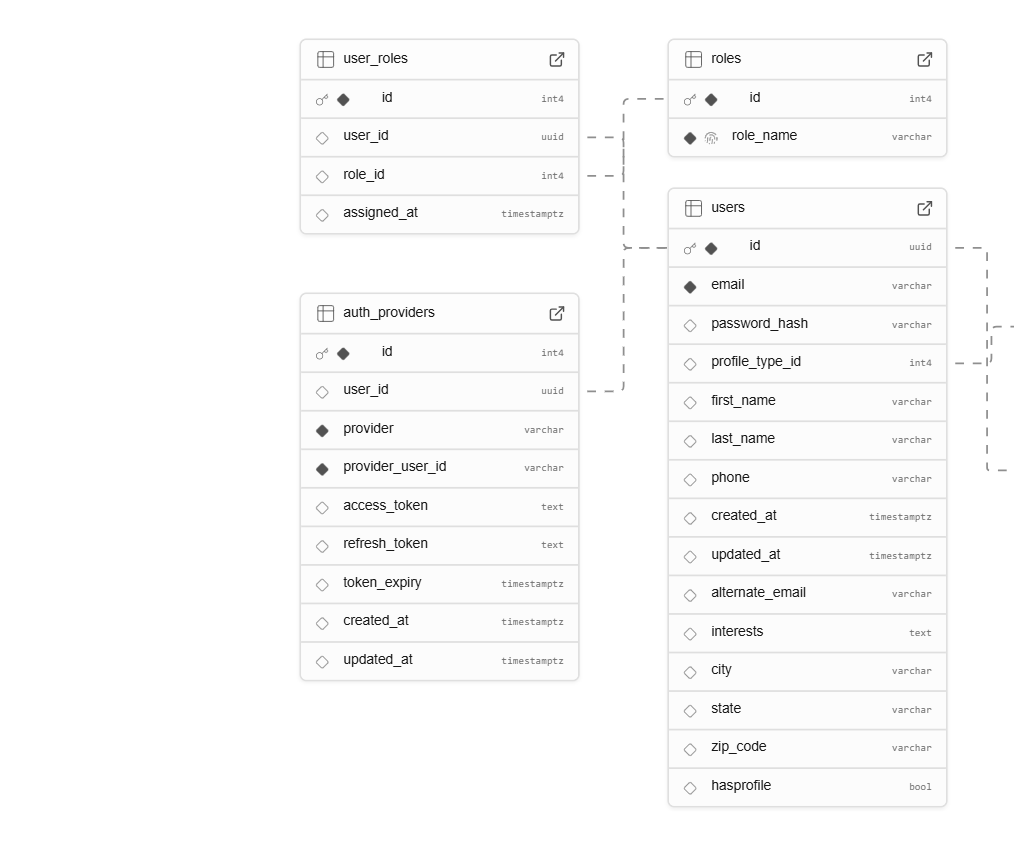 user_roles
id int4
user_id uuid
role_id int4
assigned_at timestamptz
roles
id int4
role_name varchar
users
id uuid
email varchar
password_hash varchar
profile_type_id int4
first_name varchar
last_name varchar
phone varchar
created_at timestamptz
updated_at timestamptz
alternate_email varchar
interests text
city varchar
state varchar
zip_code varchar
hasprofile bool
auth_providers
id int4
user_id uuid
provider varchar
provider_user_id varchar
access_token text
refresh_token text
token_expiry timestamptz
created_at timestamptz
updated_at timestamptz